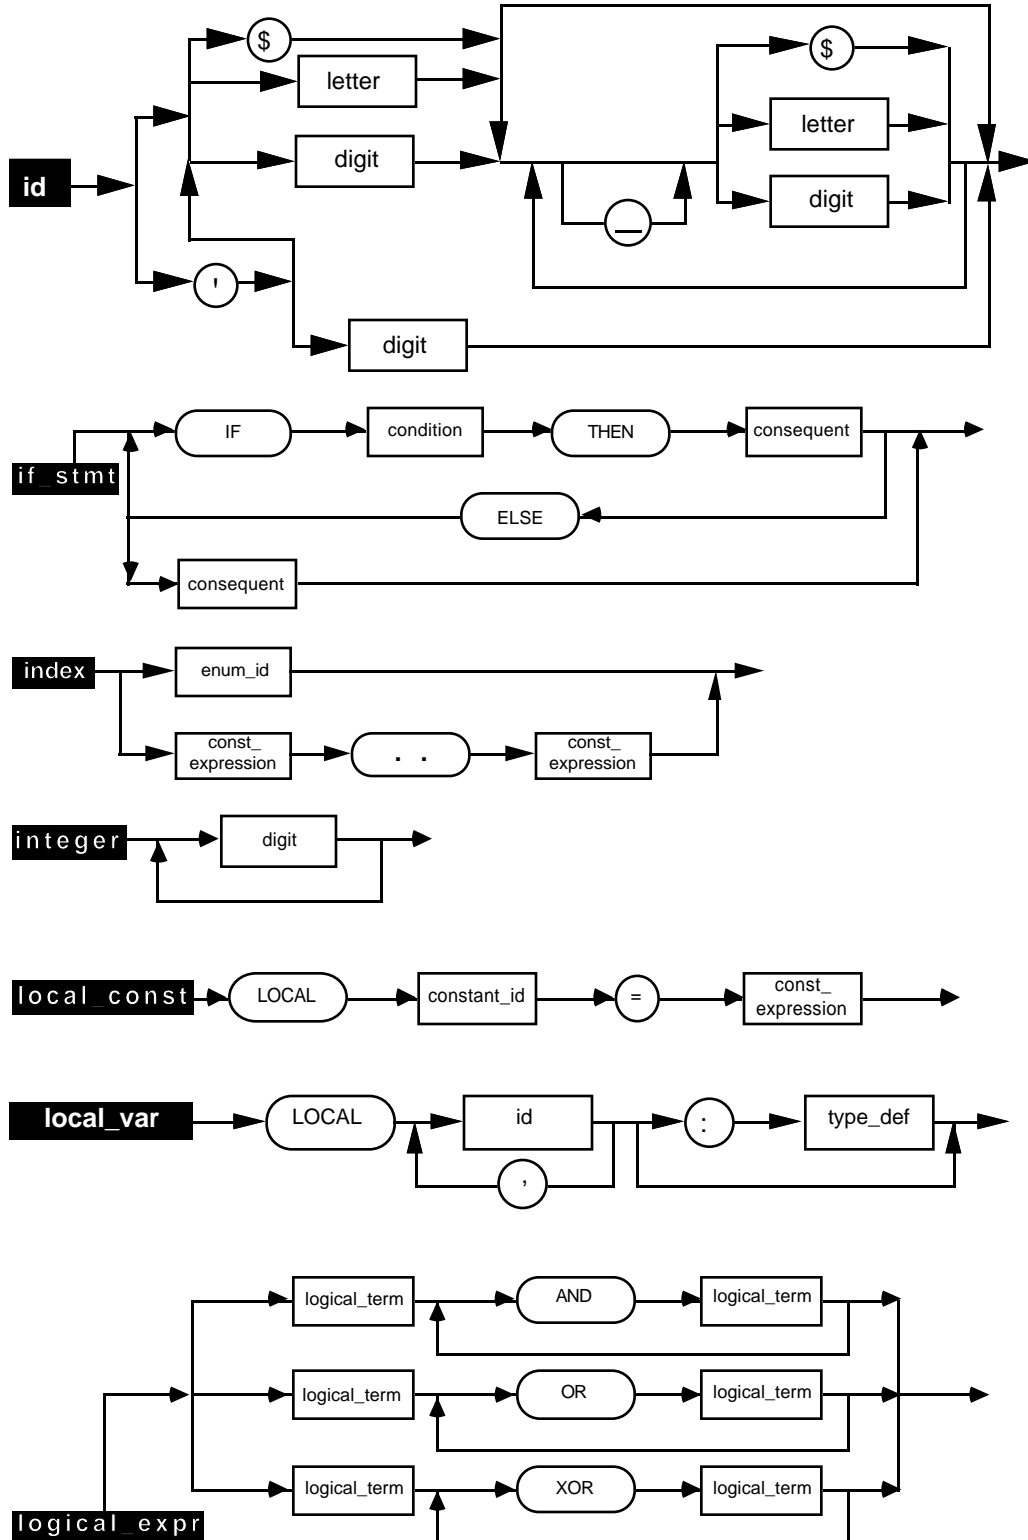 $
$
letter
letter
digit
id
digit
_
'
digit
IF
condition
THEN
consequent
if_stmt
ELSE
consequent
index
enum_id
const_
expression
. .
const_
expression
integer
digit
local_const
LOCAL
constant_id
=
const_
expression
local_var
LOCAL
id
:
type_def
,
logical_term
AND
logical_term
logical_term
OR
logical_term
logical_term
XOR
logical_term
logical_expr